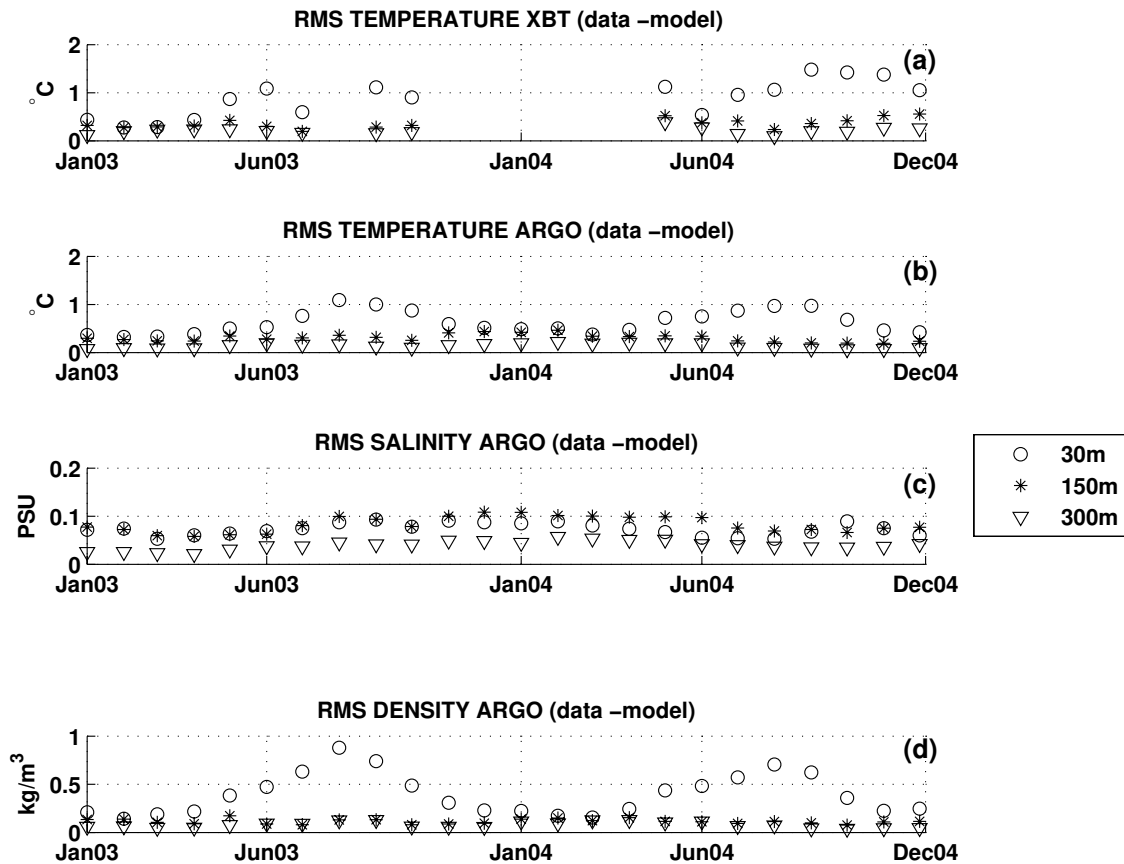 RMS TEMPERATURE XBT (data −model)
(a)
2
1
0
°C
Jan03 Jun03 Jan04 Jun04 Dec04
RMS TEMPERATURE ARGO (data −model)
(b)
2
1
0
°C
Jan03 Jun03 Jan04 Jun04 Dec04
RMS SALINITY ARGO (data −model)
(c)
0.2
0.1
0
PSU
Jan03 Jun03 Jan04 Jun04 Dec04
30m
150m
300m
RMS DENSITY ARGO (data −model)
(d)
1
0.5
0
kg/m³
Jan03 Jun03 Jan04 Jun04 Dec04